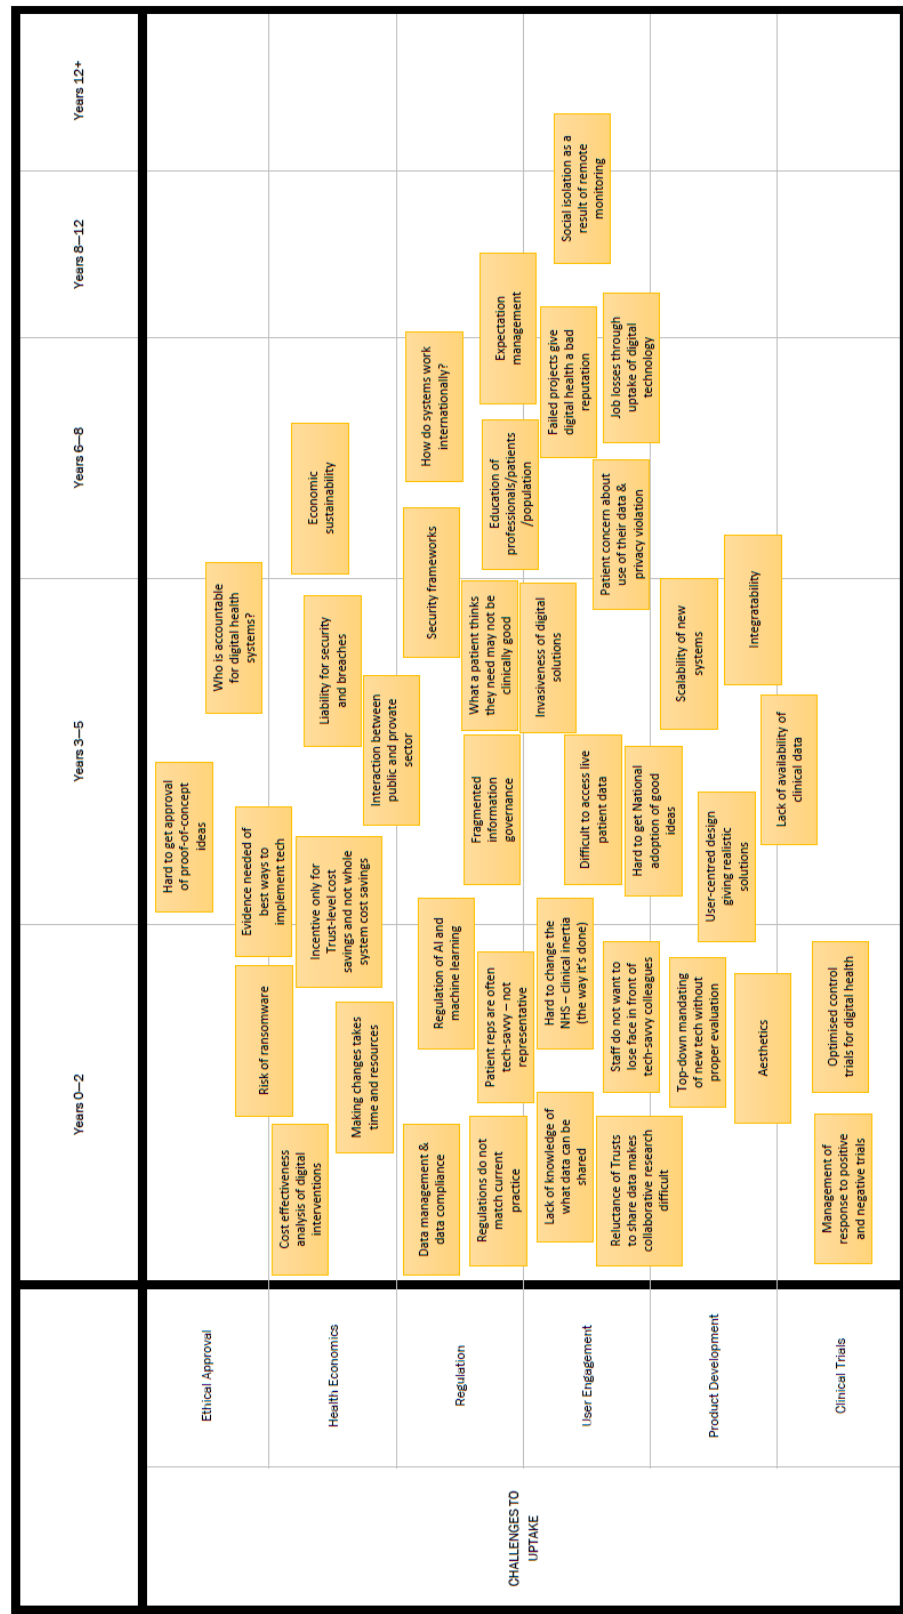 Years 0–2
Years 3–5
Years 6–8
Years 8–12
Years 12+
CHALLENGES TO
UPTAKE
Ethical Approval
Risk of ransomware
Evidence needed of
best ways to
implement tech
Hard to get approval
of proof-of-concept
ideas
Who is accountable
for digital health
systems?
Health Economics
Cost effectiveness
analysis of digital
interventions
Making changes takes
time and resources
Incentive only for
Trust-level cost
savings and not whole
system cost savings
Liability for security
and breaches
Interaction between
public and provate
sector
Economic
sustainability
Regulation
Data management &
data compliance
Regulations do not
match current
practice
Regulation of AI and
machine learning
Patient reps are often
tech-savvy – not
representative
Fragmented
information
governance
What a patient thinks
they need may not be
clinically good
Security frameworks
How do systems work
internationally?
Education of
professionals/patients
/population
Expectation
management
User Engagement
Lack of knowledge of
what data can be
shared
Reluctance of Trusts
to share data makes
collaborative research
difficult
Hard to change the
NHS – clinical inertia
(the way it's done)
Staff do not want to
lose face in front of
tech-savvy colleagues
Difficult to access live
patient data
Hard to get National
adoption of good
ideas
Invasiveness of digital
solutions
Patient concern about
use of their data &
privacy violation
Failed projects give
digital health a bad
reputation
Job losses through
uptake of digital
technology
Social isolation as a
result of remote
monitoring
Product Development
Top-down mandating
of new tech without
proper evaluation
Aesthetics
User-centred design
giving realistic
solutions
Scalability of new
systems
Integratability
Clinical Trials
Management of
response to positive
and negative trials
Optimised control
trials for digital health
Lack of availability of
clinical data